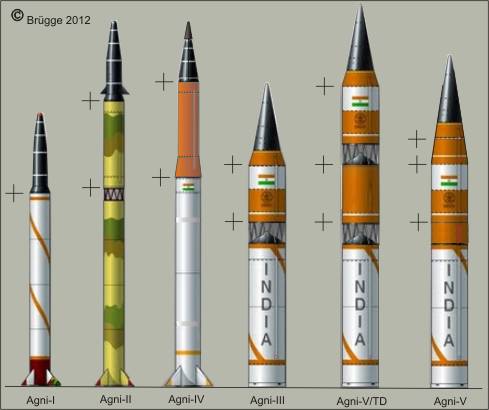 © Brügge 2012
INDIA
INDIA
INDIA
Agni-I
Agni-II
Agni-IV
Agni-III
Agni-V/TD
Agni-V